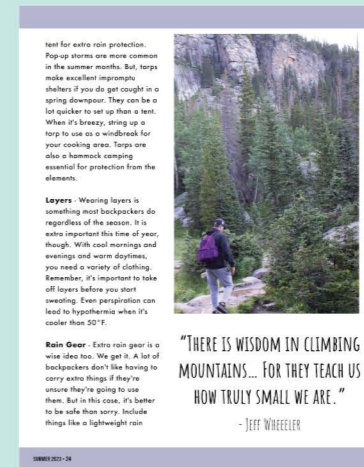 tent for extra rain protection.
Pop-up storms are more common
in the summer months. But, tarps
make excellent impromptu
shelters if you do get caught in a
spring downpour. They can be a
lot quicker to set up than a tent.
When it's breezy, string up a
tarp to use as a windbreak for
your cooking area. Tarps are
also a hammock camping
essential for protection from the
elements.
Layers - Wearing layers is
something most backpackers do
regardless of the season. It is
extra important this time of year,
though. With cool mornings and
evenings and warm daytimes,
you need a variety of clothing.
Remember, it's important to take
off layers before you start
sweating. Even perspiration can
lead to hypothermia when it's
cooler than 50°F.
Rain Gear - Extra rain gear is a
wise idea too. We get it. A lot of
backpackers don't like having to
carry extra things if they're
unsure they're going to use
them. But in this case, it's better
to be safe than sorry. Include
things like a lightweight rain
"THERE IS WISDOM IN CLIMBING
MOUNTAINS... FOR THEY TEACH US
HOW TRULY SMALL WE ARE."
- JEFF WHEELER
SUMMER 2023 • 24